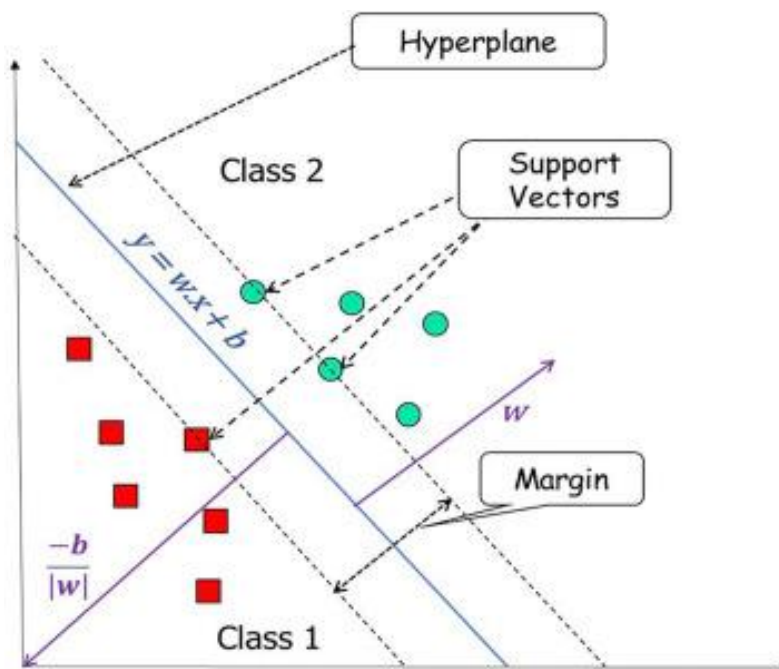 Hyperplane
Class 2
Support
Vectors
y = w.x + b
w
Margin
-b
|w|
Class 1